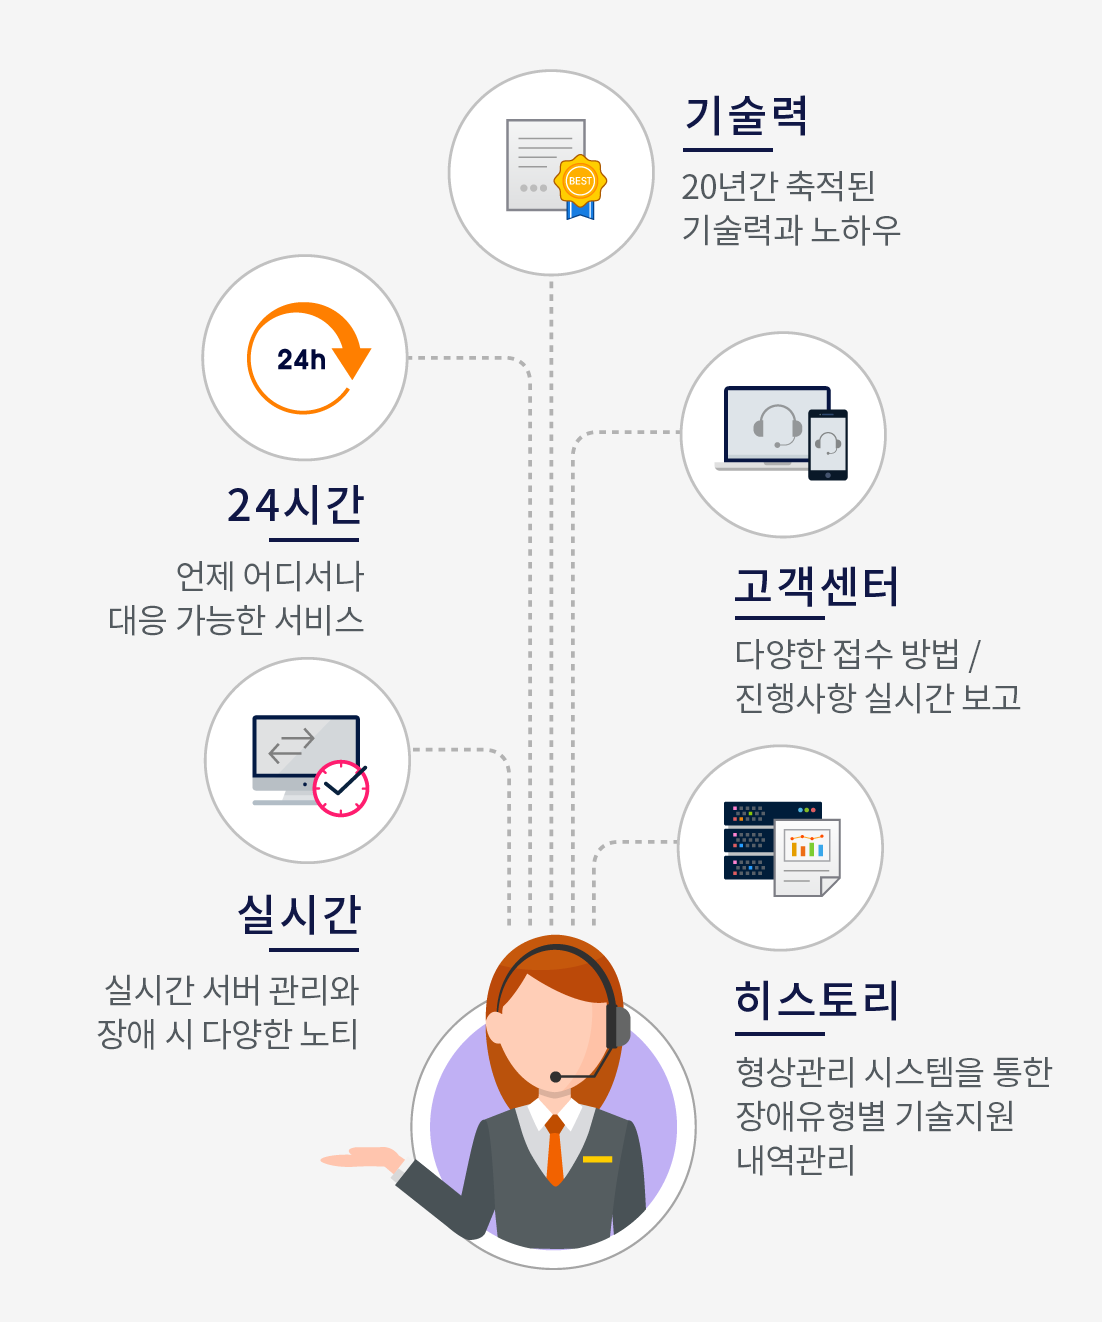 BEST
기술력
20년간 축적된
기술력과 노하우
24h
24시간
언제 어디서나
대응 가능한 서비스
고객센터
다양한 접수 방법 /
진행사항 실시간 보고
실시간
실시간 서버 관리와
장애 시 다양한 노티
히스토리
형상관리 시스템을 통한
장애유형별 기술지원
내역관리